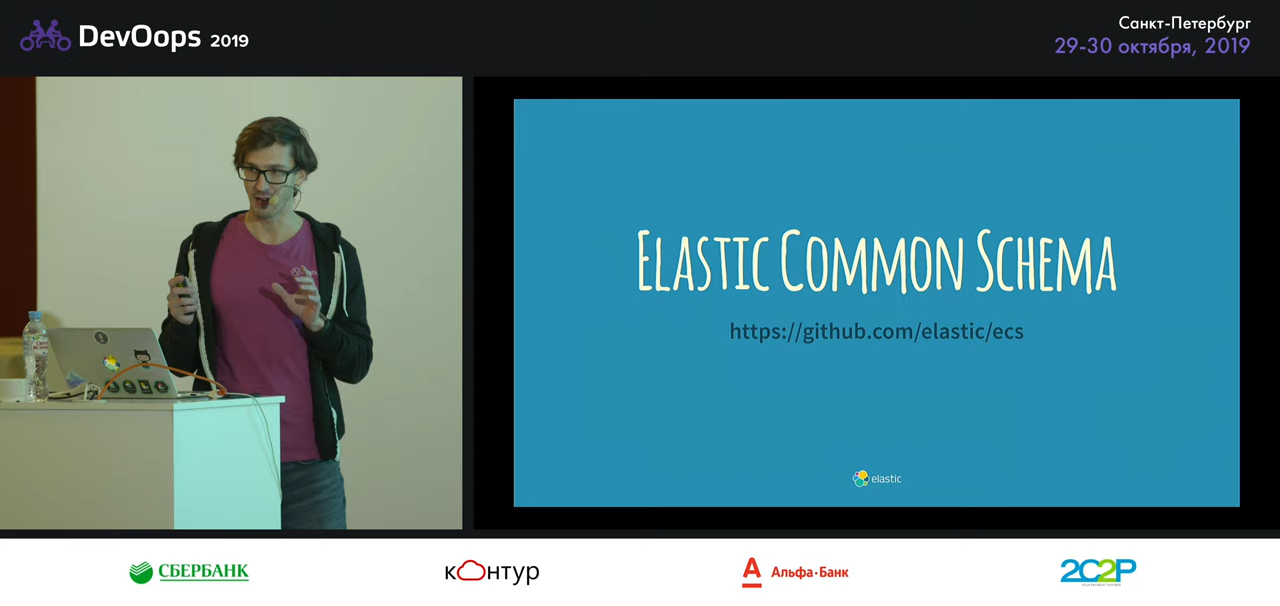 DevOops 2019
Санкт-Петербург
29-30 октября, 2019
Elastic Common Schema
https://github.com/elastic/ecs
elastic
СБЕРБАНК
кОнтур
Альфа·Банк
2C2P